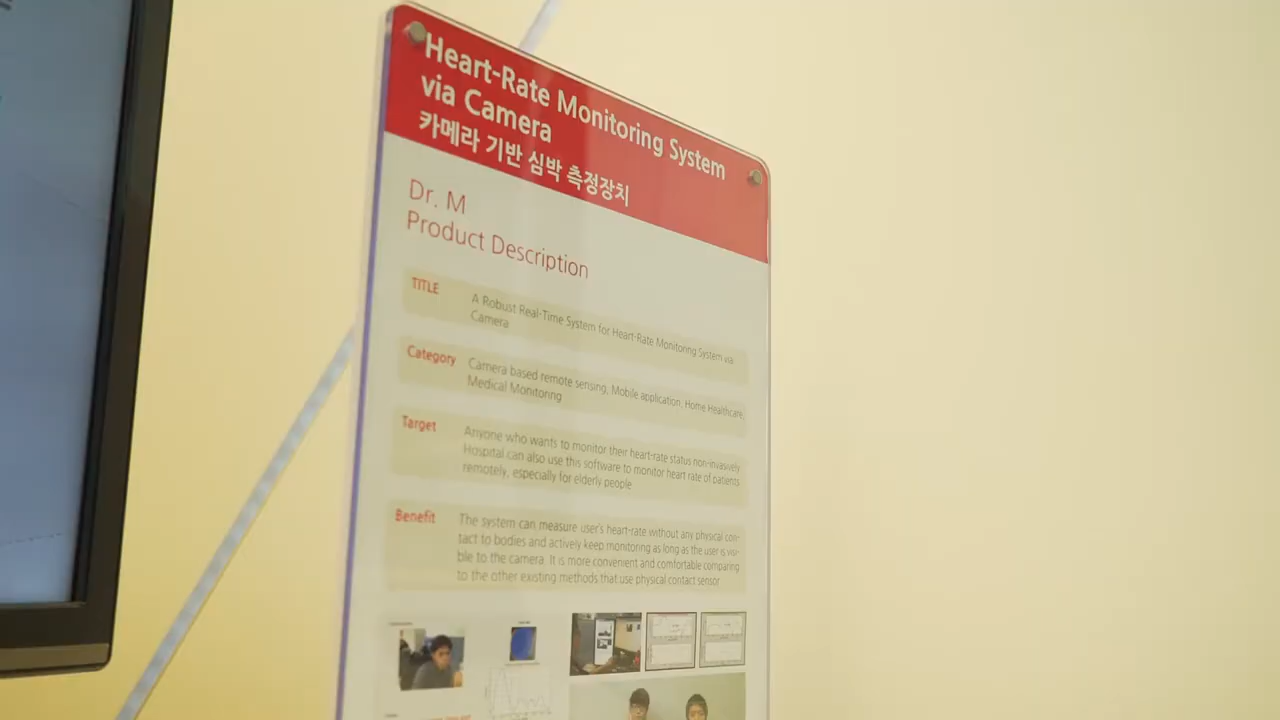 Heart-Rate Monitoring System
via Camera
카메라 기반 심박 측정장치
Dr. M
Product Description
TITLE
A Robust Real-Time System for Heart-Rate Monitoring System via
Camera
Category
Camera based remote sensing, Mobile application, Home Healthcare,
Medical Monitoring
Target
Anyone who wants to monitor their heart-rate status non-invasively
Hospital can also use this software to monitor heart rate of patients
remotely, especially for elderly people
Benefit
The system can measure user's heart-rate without any physical con-
tact to bodies and actively keep monitoring as long as the user is visi-
ble to the camera. It is more convenient and comfortable comparing
to the other existing methods that use physical contact sensor